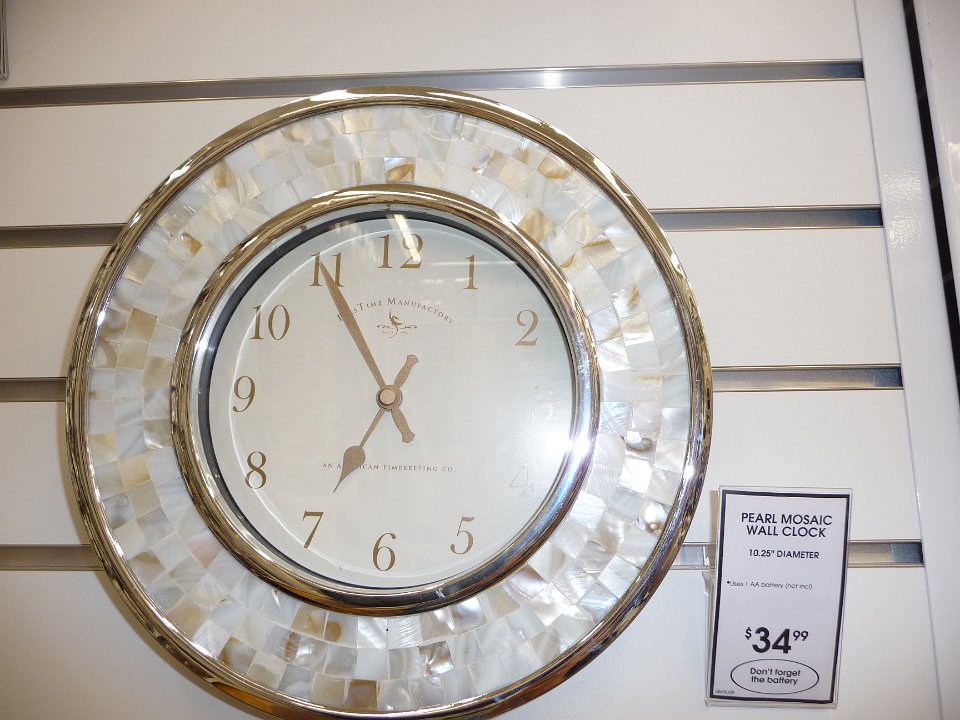 12
11
1
10
2
9
3
8
4
7
5
6
TIME MANUFACTORY
AN AMERICAN TIMEKEEPING CO.
PEARL MOSAIC
WALL CLOCK
10.25" DIAMETER
*Uses 1 AA battery (not incl)
$34.99
Don't forget
the battery